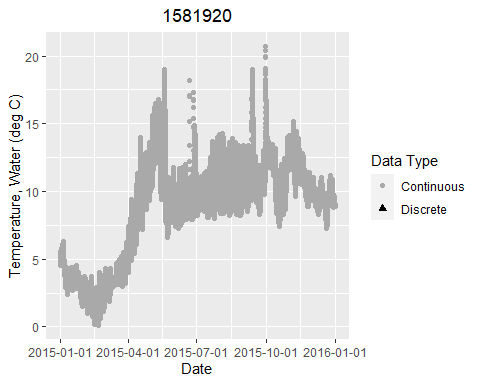 1581920
Temperature, Water (deg C)
20
15
10
5
0
2015-01-01 2015-04-01 2015-07-01 2015-10-01 2016-01-01
Date
Data Type
Continuous
Discrete